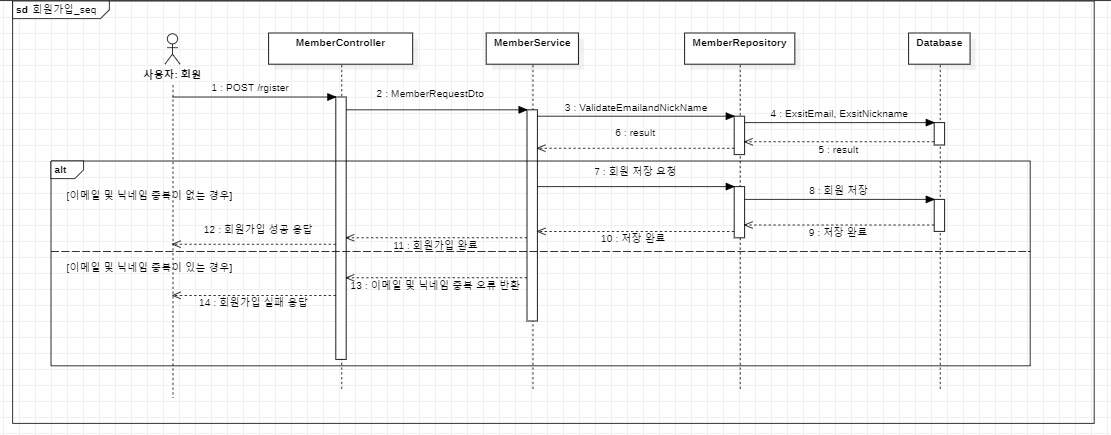 sd 회원가입_seq
MemberController
MemberService
MemberRepository
Database
사용자: 회원
1 : POST /rgister
2 : MemberRequestDto
3 : ValidateEmailandNickName
4 : ExsitEmail, ExsitNickname
6 : result
5 : result
alt
7 : 회원 저장 요청
[이메일 및 닉네임 중복이 없는 경우]
8 : 회원 저장
12 : 회원가입 성공 응답
11 : 회원가입 완료
10 : 저장 완료
9 : 저장 완료
[이메일 및 닉네임 중복이 있는 경우]
13 : 이메일 및 닉네임 중복 오류 반환
14 : 회원가입 실패 응답